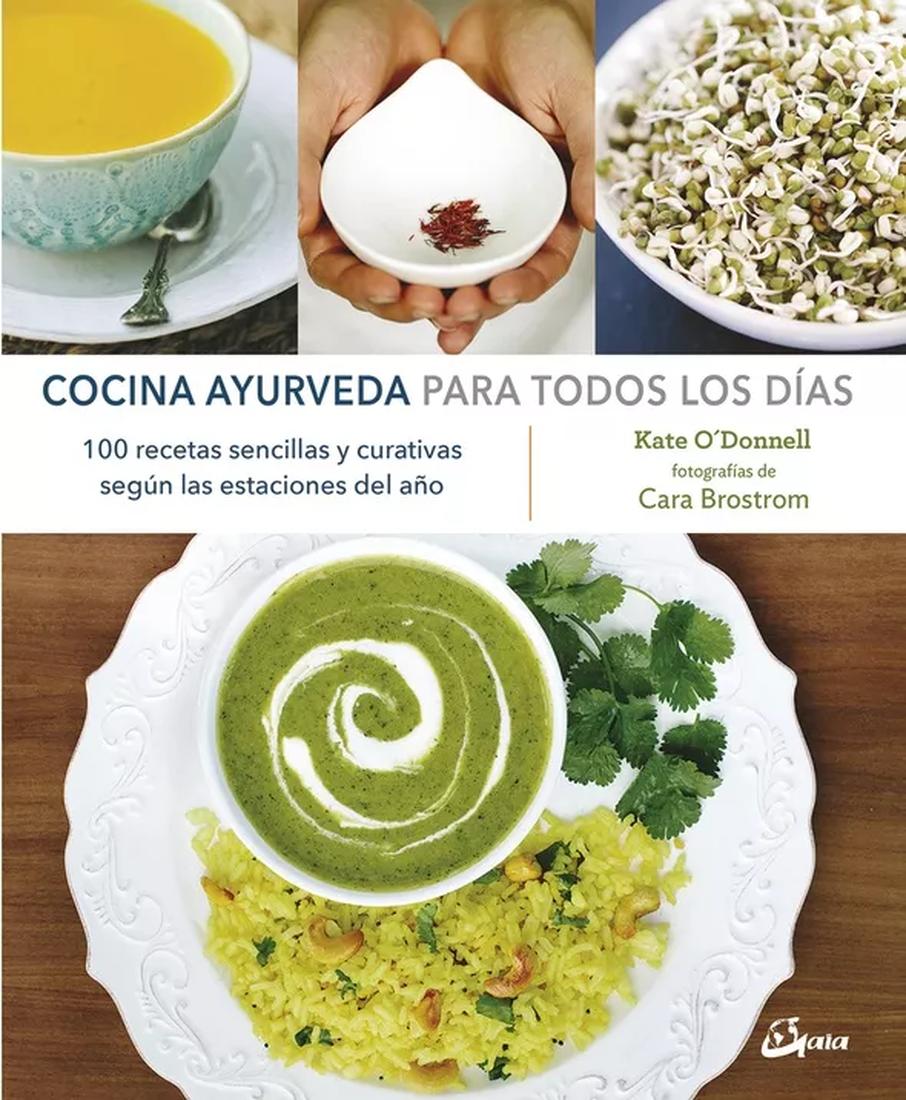 COCINA AYURVEDA PARA TODOS LOS DÍAS
100 recetas sencillas y curativas
según las estaciones del año
Kate O´Donnell
fotografías de
Cara Brostrom
Gaia